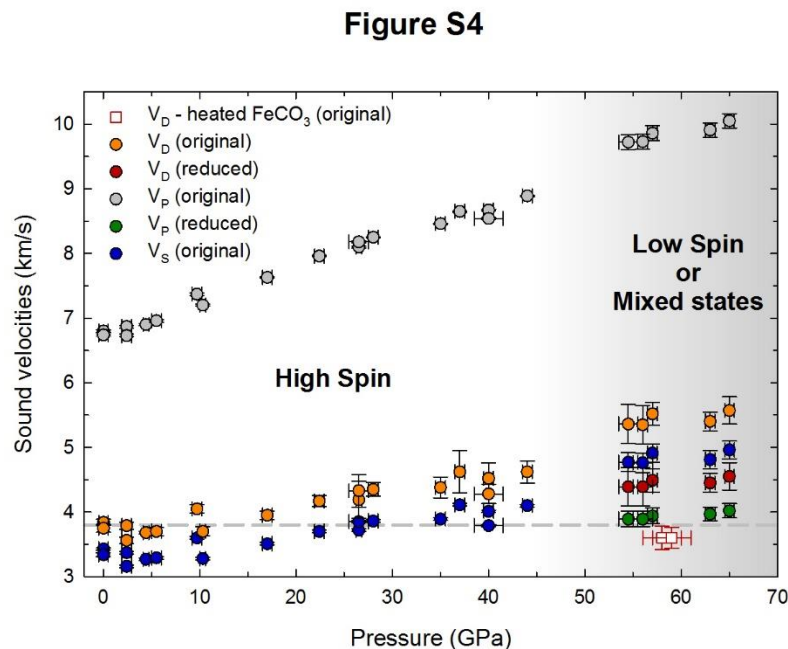 Figure S4
V_D - heated FeCO_3 (original)
V_D (original)
V_D (reduced)
V_P (original)
V_P (reduced)
V_S (original)
High Spin
Low Spin
or
Mixed states
Sound velocities (km/s)
10
9
8
7
6
5
4
3
0
10
20
30
40
50
60
70
Pressure (GPa)